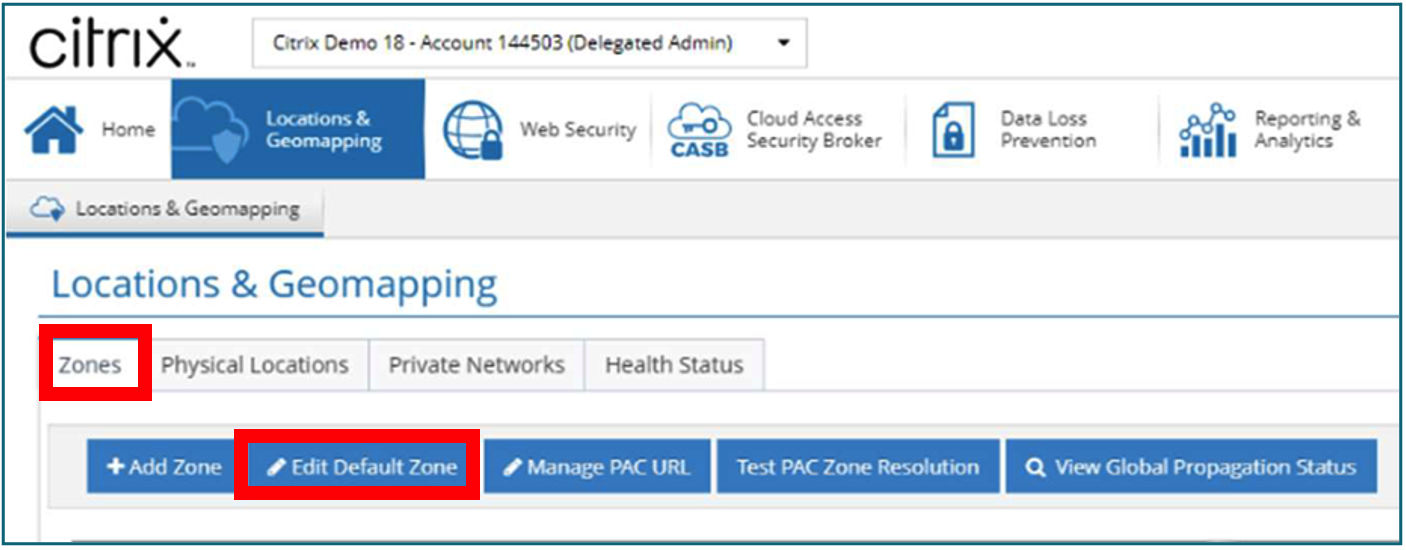 citrix
Citrix Demo 18 - Account 144503 (Delegated Admin)
Home
Locations &
Geomapping
Web Security
CASB
Cloud Access
Security Broker
Data Loss
Prevention
Reporting &
Analytics
Locations & Geomapping
Locations & Geomapping
Zones
Physical Locations
Private Networks
Health Status
+ Add Zone
Edit Default Zone
Manage PAC URL
Test PAC Zone Resolution
View Global Propagation Status